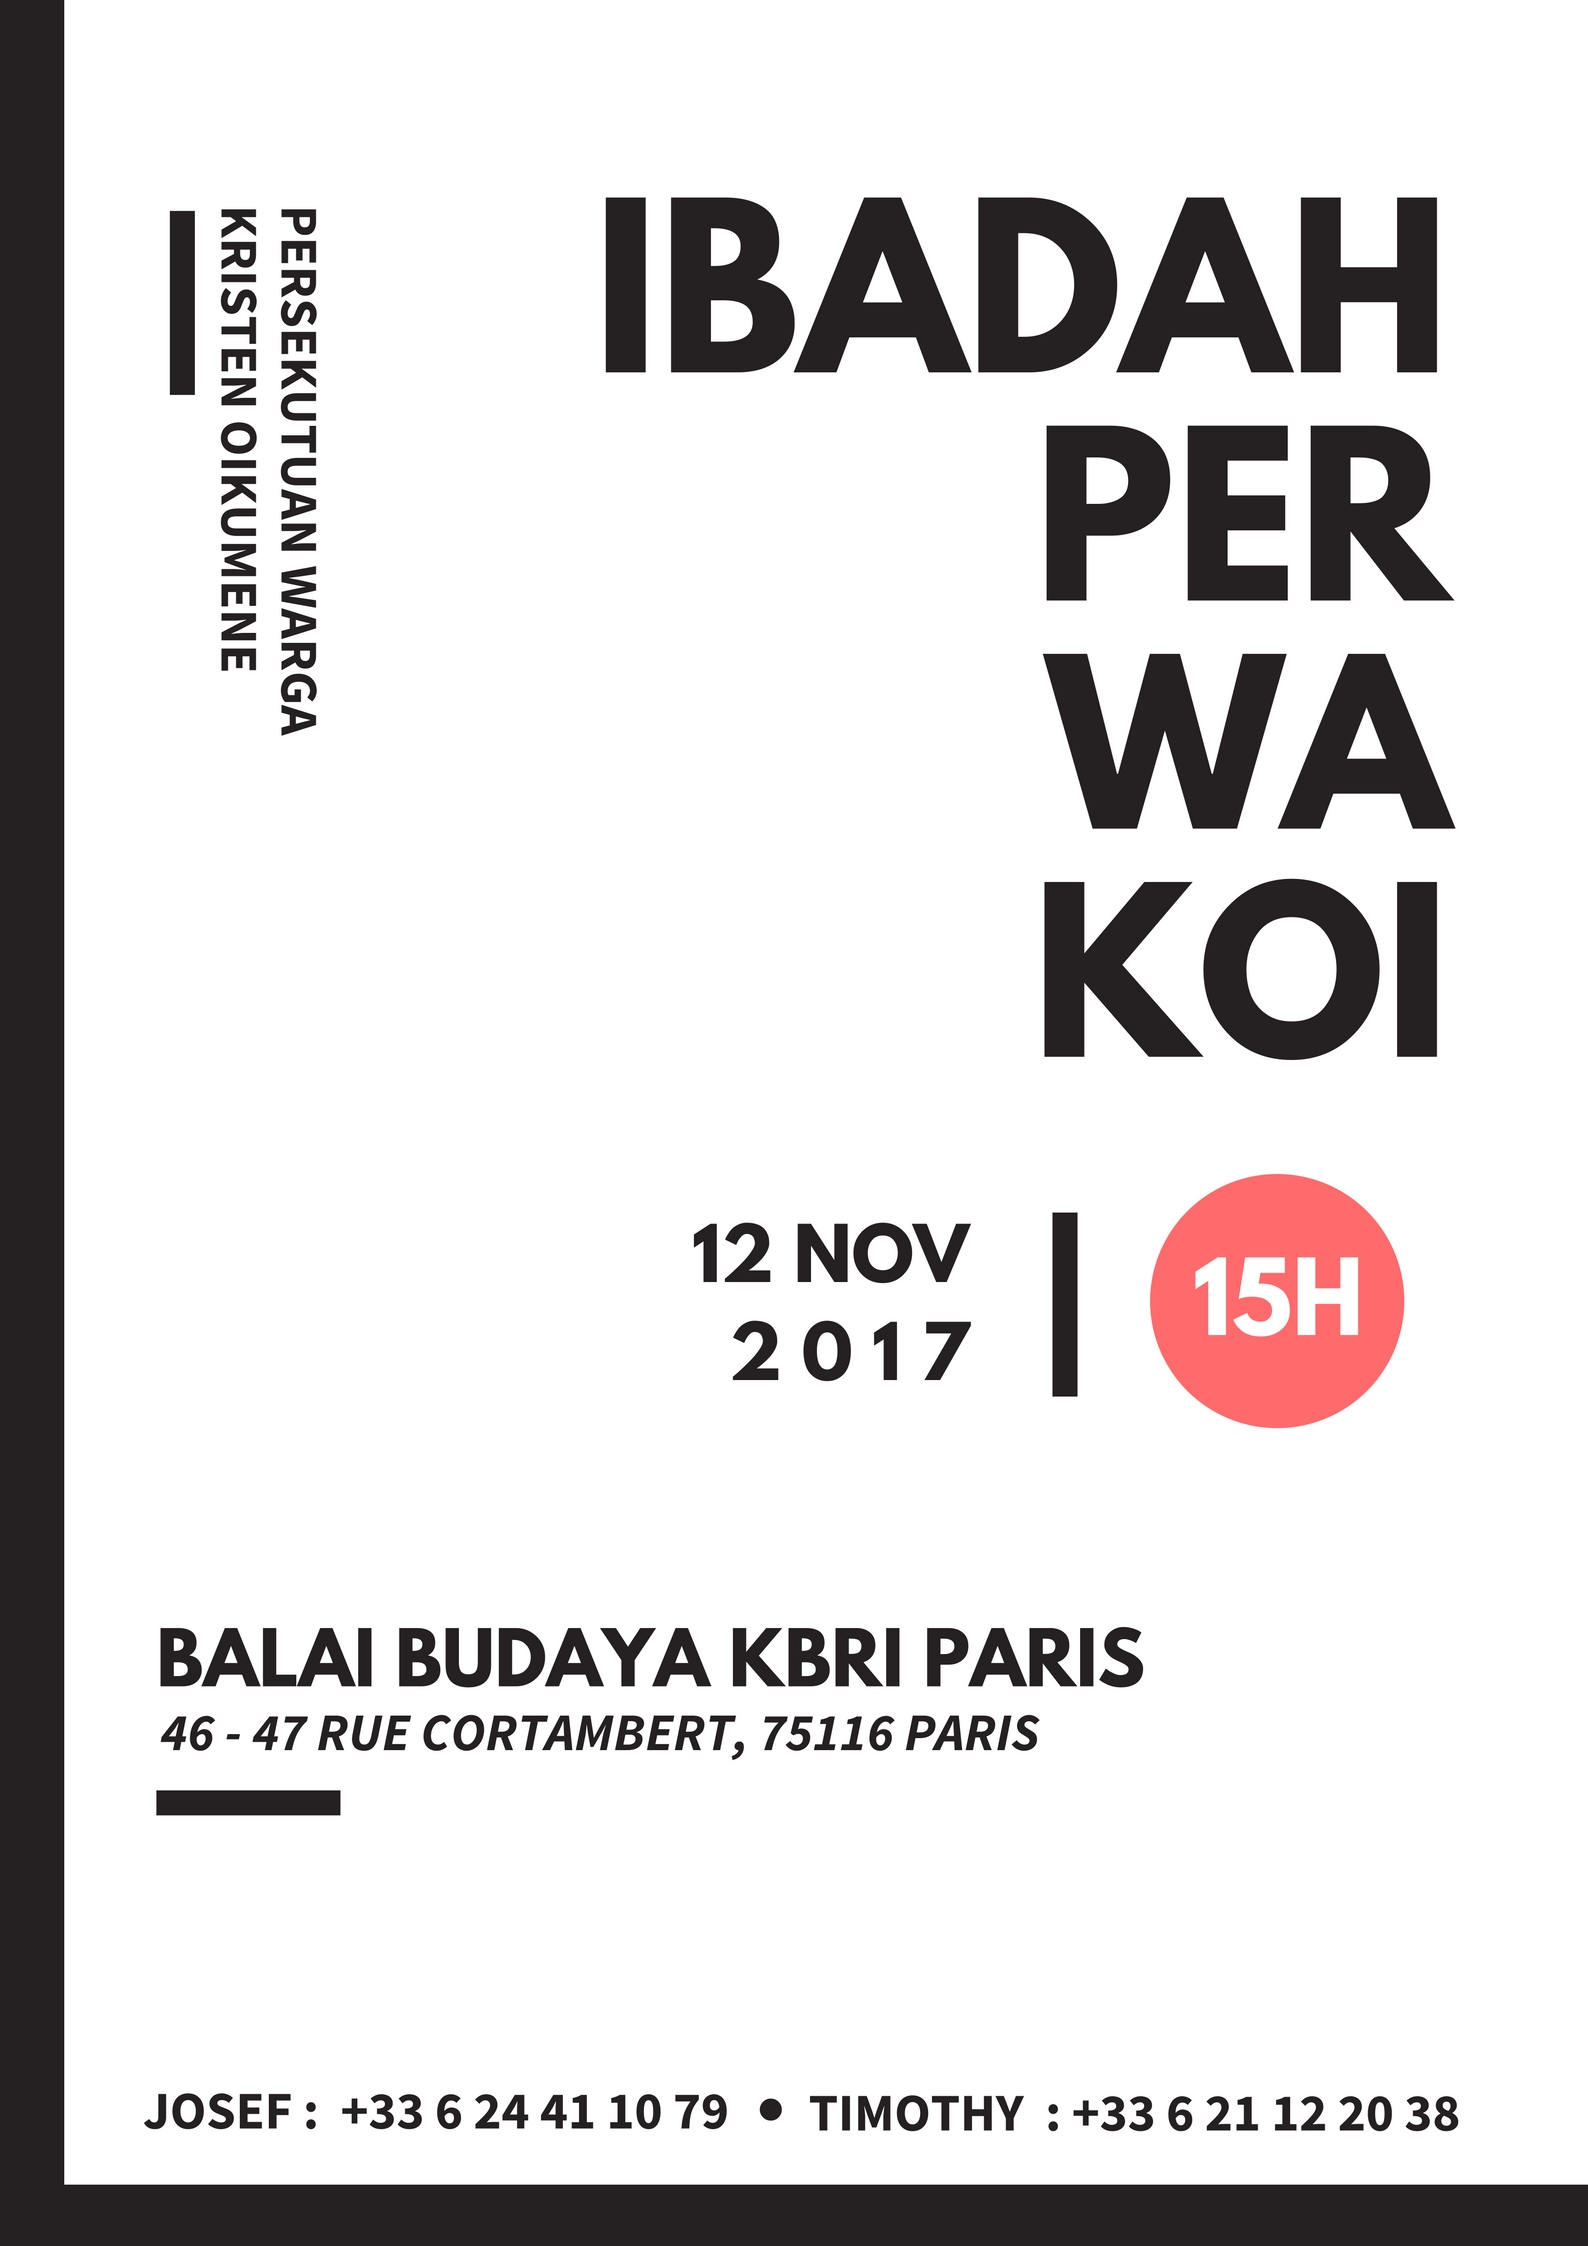 PERSEKUTUAN WARGA
KRISTEN OIKUMENE
IBADAH
PER
WA
KOI
12 NOV
2017
15H
BALAI BUDAYA KBRI PARIS
46 - 47 RUE CORTAMBERT, 75116 PARIS
JOSEF : +33 6 24 41 10 79 • TIMOTHY : +33 6 21 12 20 38